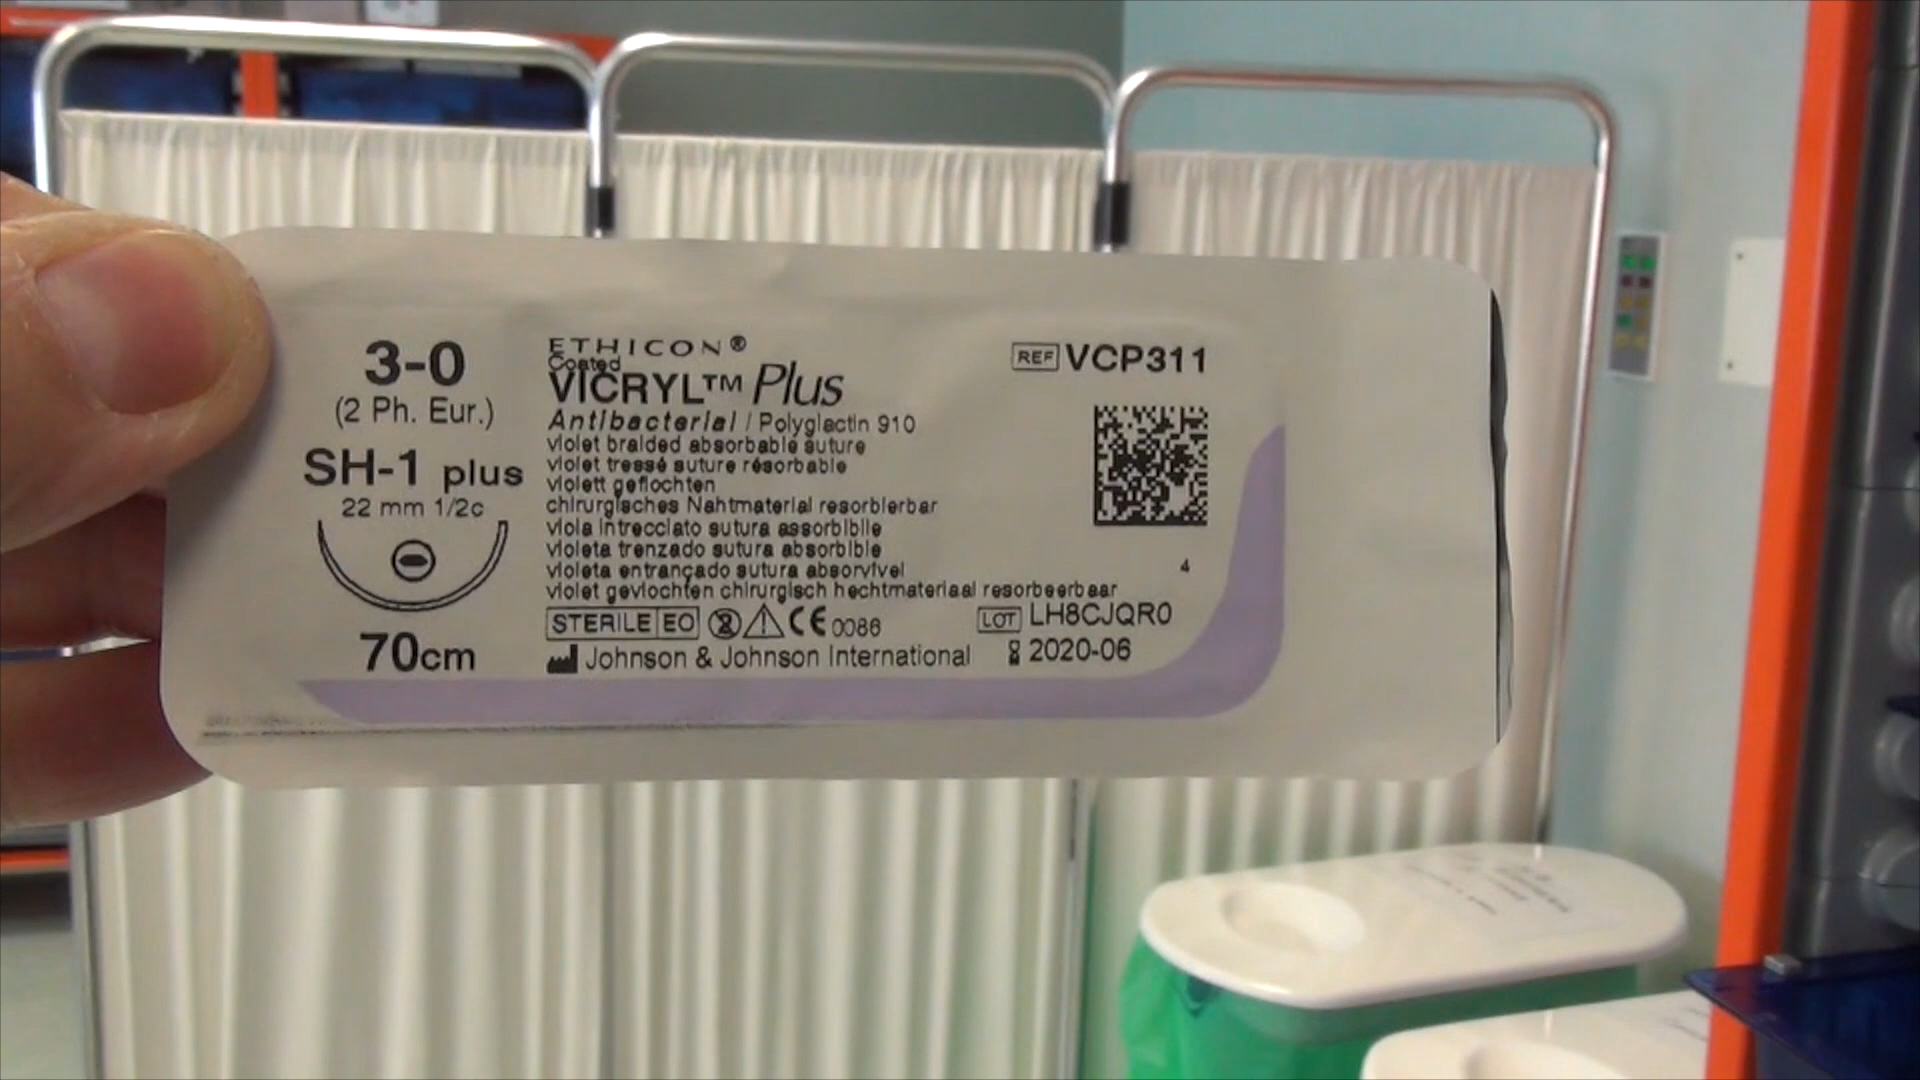 3-0
(2 Ph. Eur.)
SH-1 plus
22 mm 1/2c
70cm
ETHICON®
Coated
VICRYL™ Plus
Antibacterial / Polyglactin 910
violet braided absorbable suture
violet tressé suture résorbable
violett geflochten
chirurgisches Nahtmaterial resorbierbar
viola intrecciato sutura assorbibile
violeta trenzado sutura absorbible
violeta entrançado sutura absorvível
violet gevlochten chirurgisch hechtmateriaal resorbeerbaar
STERILE EO 2 CE 0086
Johnson & Johnson International
REF VCP311
4
LOT LH8CJQR0
2020-06